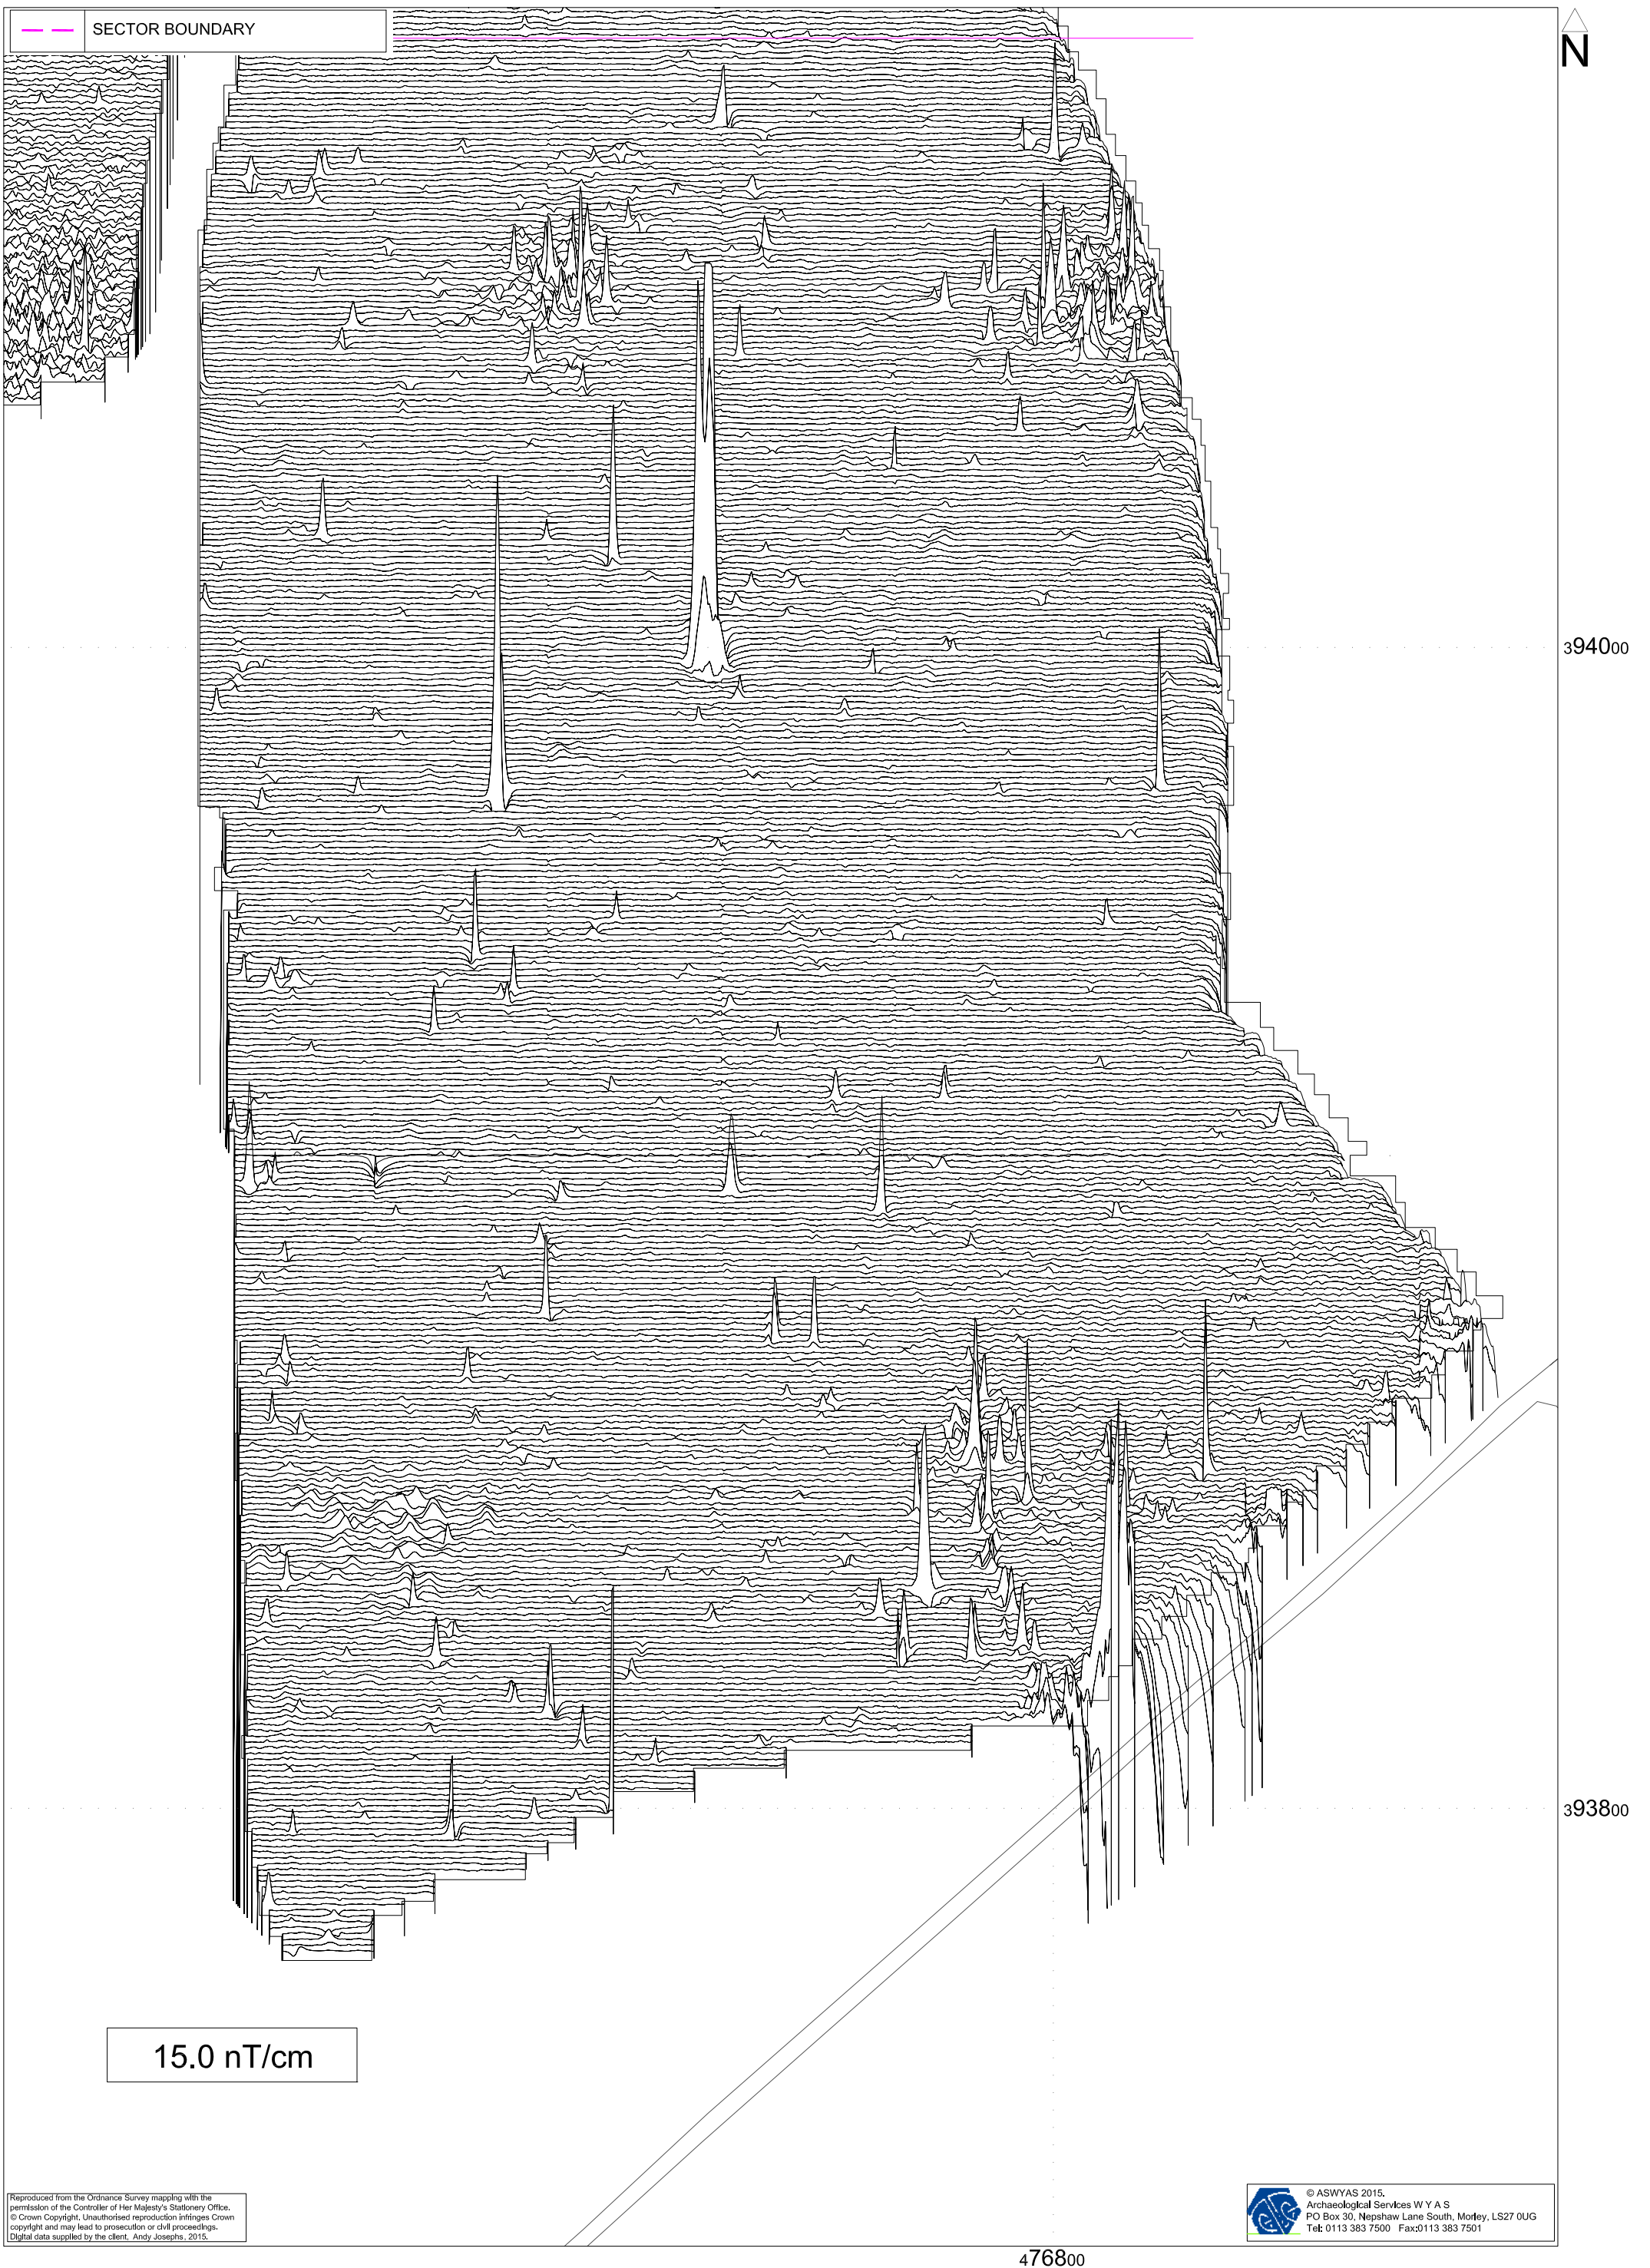 SECTOR BOUNDARY
N
394000
393800
15.0 nT/cm
Reproduced from the Ordnance Survey mapping with the
permission of the Controller of Her Majesty's Stationery Office.
© Crown Copyright. Unauthorised reproduction infringes Crown
copyright and may lead to prosecution or civil proceedings.
Digital data supplied by the client. Andy Josephs, 2015.
© ASWYAS 2015.
Archaeological Services W Y A S
PO Box 30, Nepshaw Lane South, Morley, LS27 0UG
Tel: 0113 383 7500 Fax:0113 383 7501
476800